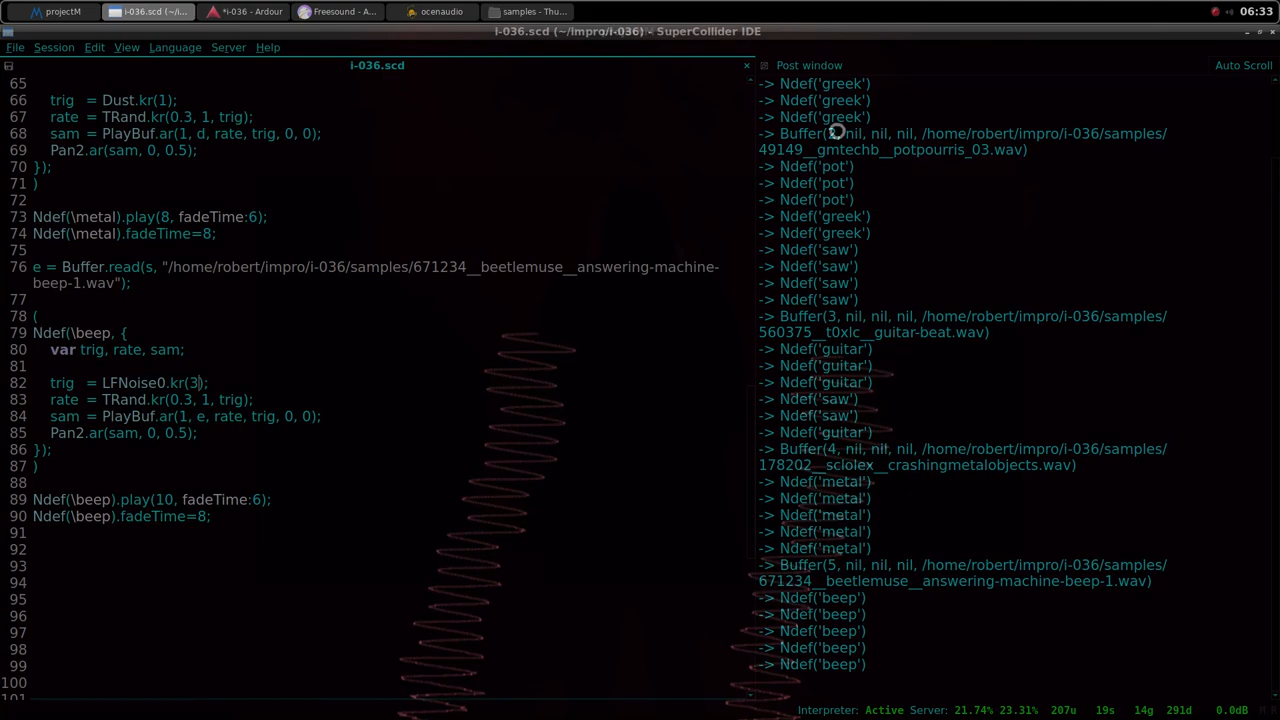 projectM
i-036.scd (~/i...
*i-036 - Ardour
Freesound - A...
ocenaudio
samples - Thu...
06:33
i-036.scd (~/impro/i-036) - SuperCollider IDE
File Session Edit View Language Server Help
i-036.scd
65
66 trig = Dust.kr(1);
67 rate = TRand.kr(0.3, 1, trig);
68 sam = PlayBuf.ar(1, d, rate, trig, 0, 0);
69 Pan2.ar(sam, 0, 0.5);
70 });
71 )
72
73 Ndef(\metal).play(8, fadeTime:6);
74 Ndef(\metal).fadeTime=8;
75
76 e = Buffer.read(s, "/home/robert/impro/i-036/samples/671234__beetlemuse__answering-machine-
beep-1.wav");
77
78 (
79 Ndef(\beep, {
80 var trig, rate, sam;
81
82 trig = LFNoise0.kr(3);
83 rate = TRand.kr(0.3, 1, trig);
84 sam = PlayBuf.ar(1, e, rate, trig, 0, 0);
85 Pan2.ar(sam, 0, 0.5);
86 });
87 )
88
89 Ndef(\beep).play(10, fadeTime:6);
90 Ndef(\beep).fadeTime=8;
91
92
93
94
95
96
97
98
99
100
101
Post window
Auto Scroll
-> Ndef('greek')
-> Ndef('greek')
-> Ndef('greek')
-> nil, nil, nil, /home/robert/impro/i-036/samples/
49149__gmtechb__potpourris_03.wav)
-> Ndef('pot')
-> Ndef('pot')
-> Ndef('pot')
-> Ndef('greek')
-> Ndef('greek')
-> Ndef('saw')
-> Ndef('saw')
-> Ndef('saw')
-> Ndef('saw')
-> Buffer(3, nil, nil, nil, /home/robert/impro/i-036/samples/
560375__t0xlc__guitar-beat.wav)
-> Ndef('guitar')
-> Ndef('guitar')
-> Ndef('guitar')
-> Ndef('saw')
-> Ndef('saw')
-> Ndef('guitar')
-> Buffer(4, nil, nil, nil, /home/robert/impro/i-036/samples/
178202__sclolex__crashingmetalobjects.wav)
-> Ndef('metal')
-> Ndef('metal')
-> Ndef('metal')
-> Ndef('metal')
-> Ndef('metal')
-> Buffer(5, nil, nil, nil, /home/robert/impro/i-036/samples/
671234__beetlemuse__answering-machine-beep-1.wav)
-> Ndef('beep')
-> Ndef('beep')
-> Ndef('beep')
-> Ndef('beep')
-> Ndef('beep')
Interpreter: Active Server: 21.74% 23.31% 207u 19s 14g 291d 0.0dB